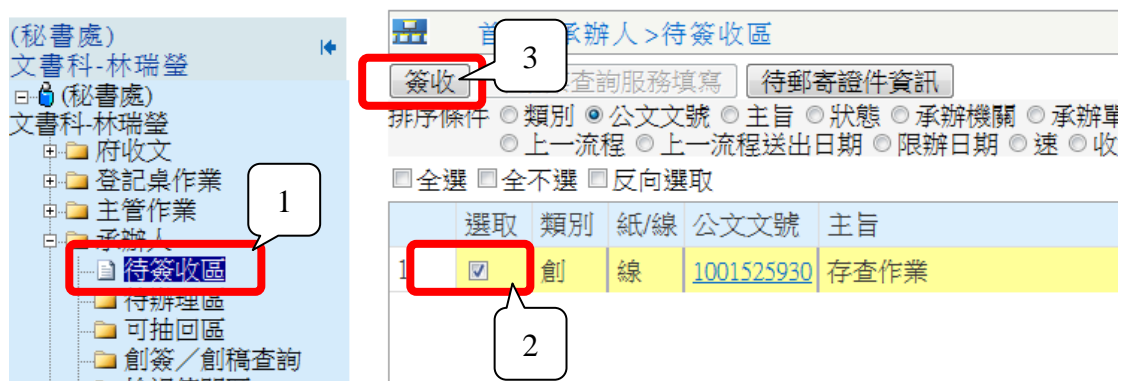 (秘書處)
文書科-林瑞瑩
(秘書處)
文書科-林瑞瑩
府收文
登記桌作業
主管作業
承辦人
待簽收區
待辦理區
可抽回區
創簽／創稿查詢
1
首 承辦人>待簽收區
3
簽收 查詢服務填寫 待郵寄證件資訊
排序條件 類別 公文文號 主旨 狀態 承辦機關 承辦單
上一流程 上一流程送出日期 限辦日期 速 收
全選 全不選 反向選取
選取 類別 紙/線 公文文號 主旨
1 創 線 1001525930 存查作業
2